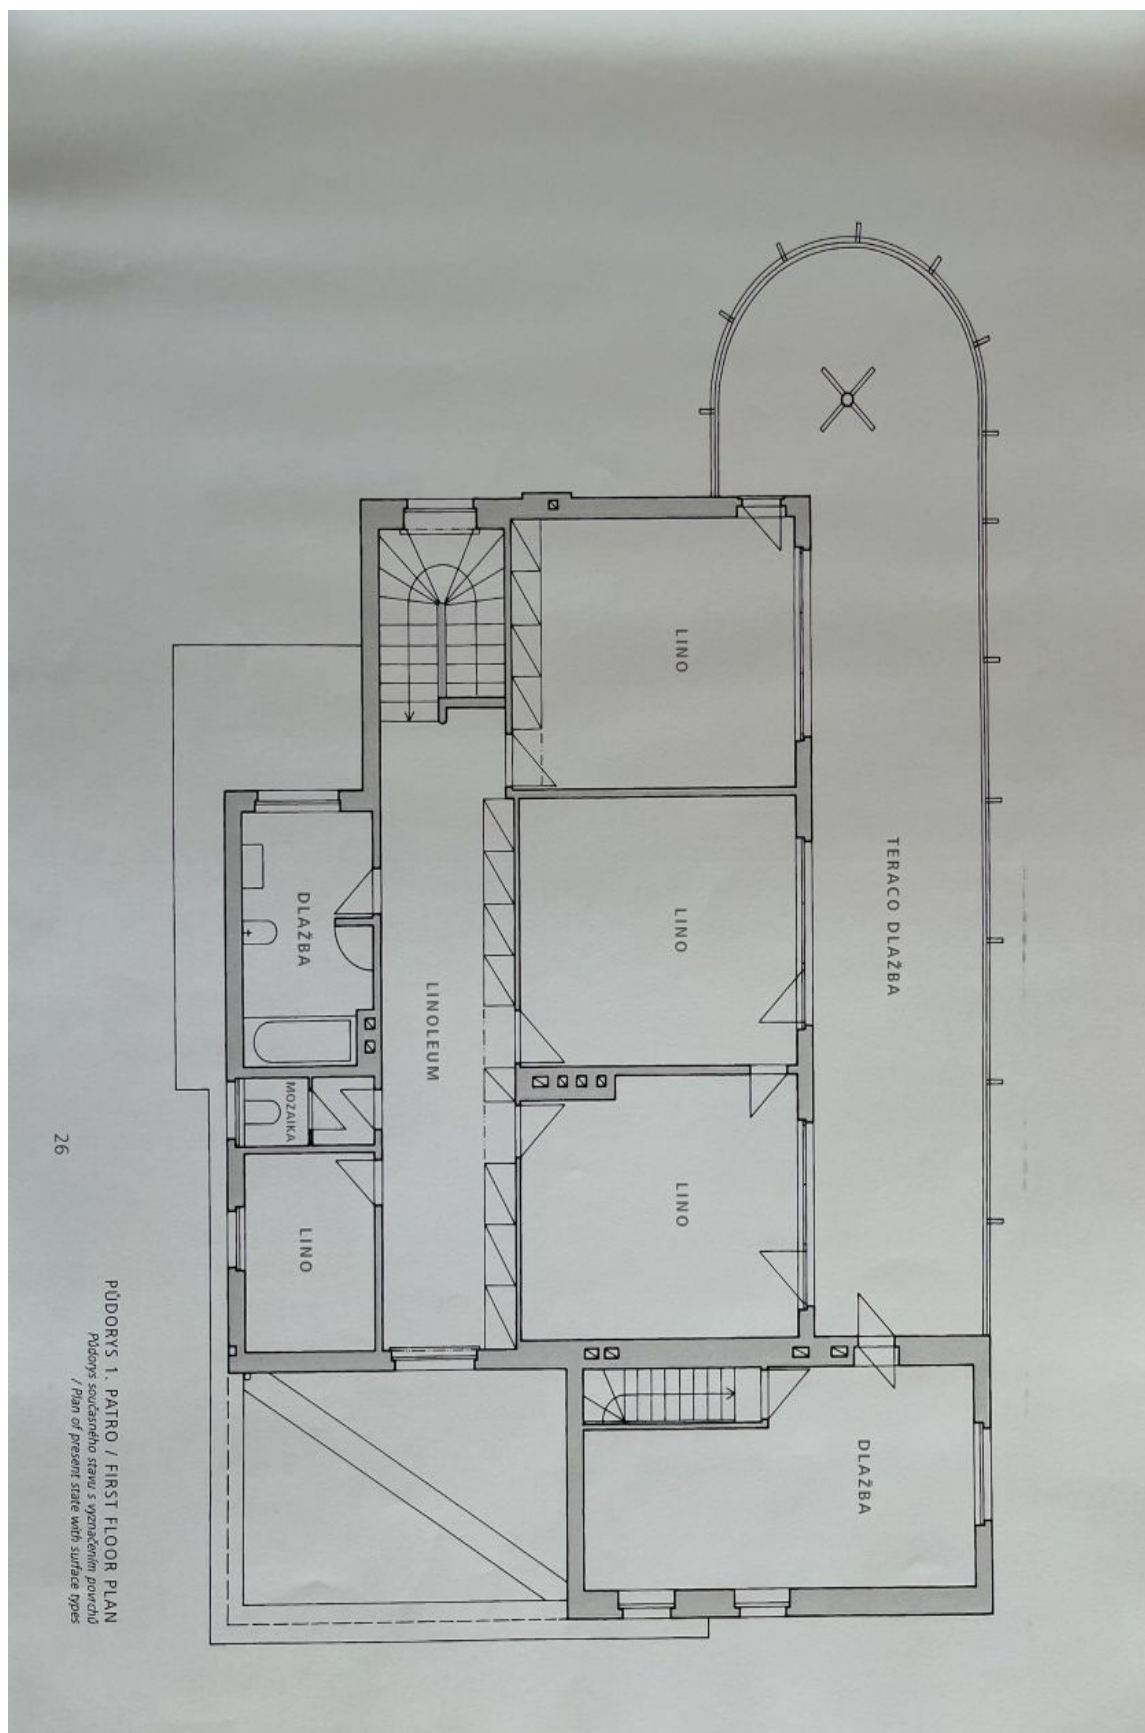 TERACO DLAŽBA
LINO
LINO
LINO
DLAŽBA
LINOLEUM
DLAŽBA
MOZAIKA
LINO
PŮDORYS 1. PATRO / FIRST FLOOR PLAN
Půdorys současného stavu s vyznačením povrchů
/ Plan of present state with surface types
26